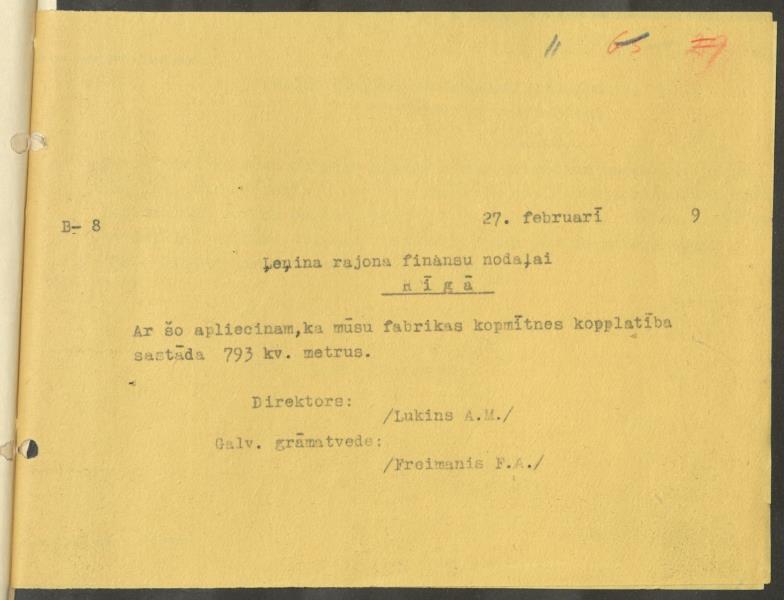 65
B- 8 27. februarī 9
Ļeņina rajona finansu nodaļai
R ī g ā
Ar šo apliecinam,ka mūsu fabrikas kopmītnes kopplatība
sastāda 793 kv. metrus.
Direktors:
/Lukins A.M./
Galv. grāmatvede:
/Freimanis F.A./